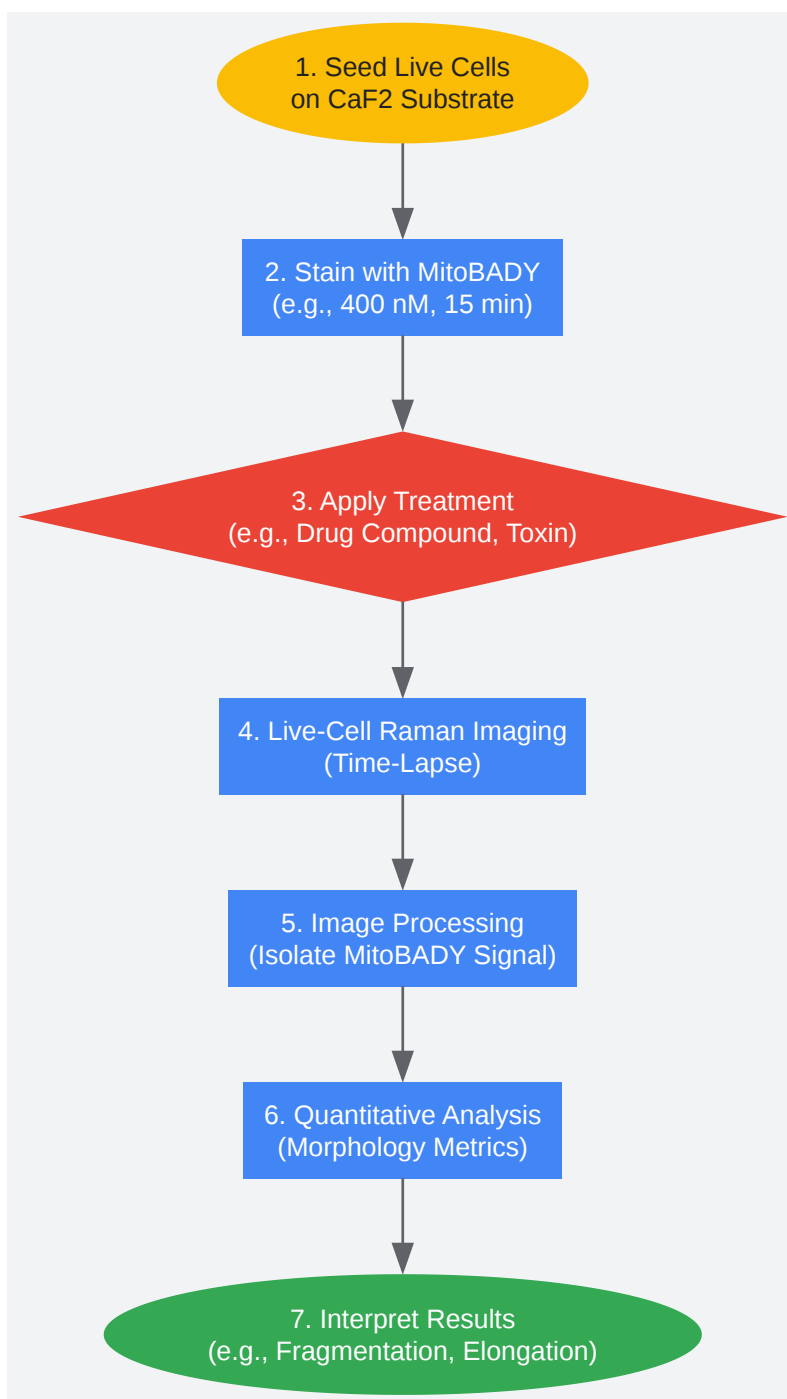 1. Seed Live Cells
on CaF2 Substrate
2. Stain with MitoBADY
(e.g., 400 nM, 15 min)
3. Apply Treatment
(e.g., Drug Compound, Toxin)
4. Live-Cell Raman Imaging
(Time-Lapse)
5. Image Processing
(Isolate MitoBADY Signal)
6. Quantitative Analysis
(Morphology Metrics)
7. Interpret Results
(e.g., Fragmentation, Elongation)